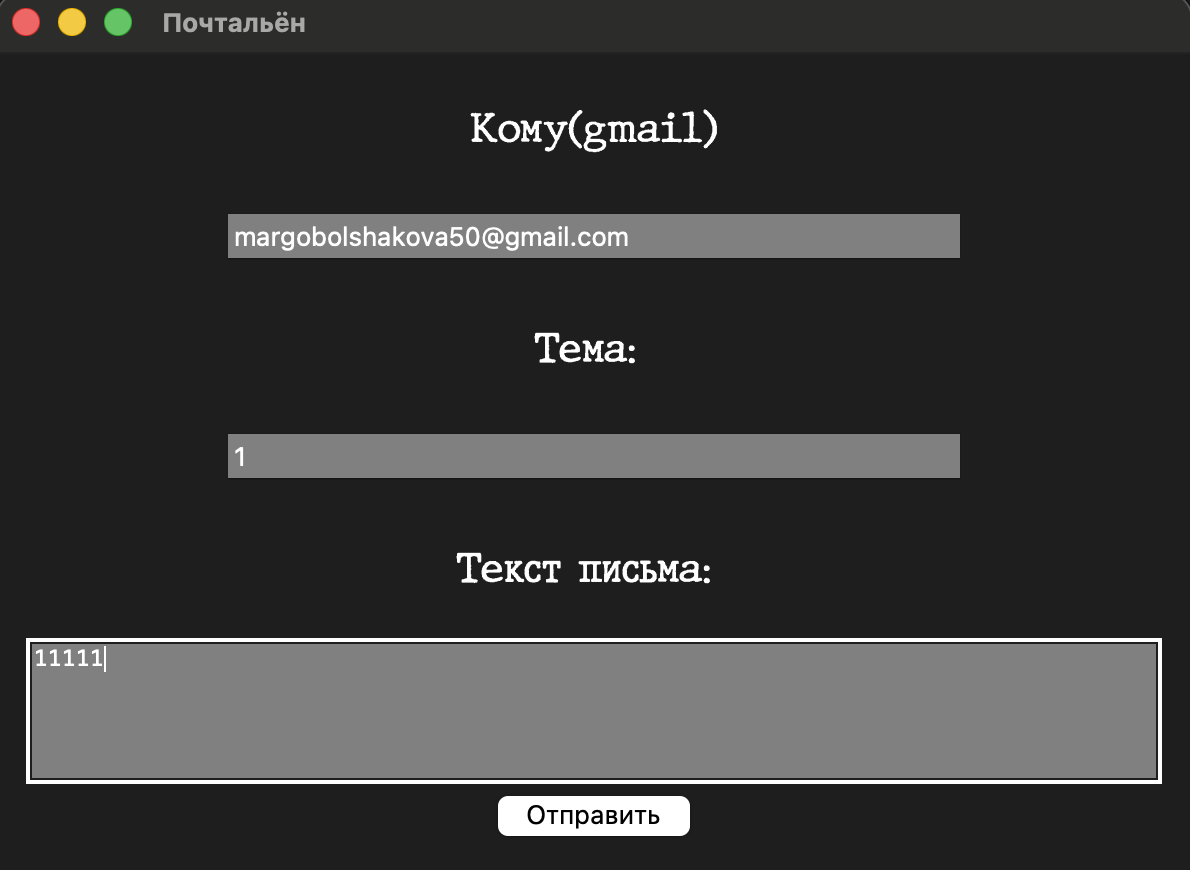 Почтальён
Кому(gmail)
margobolshakova50@gmail.com
Тема:
1
Текст письма:
11111
Отправить